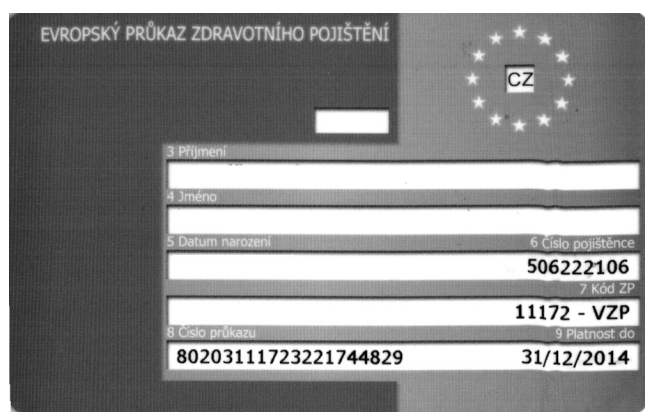 EVROPSKÝ PRŮKAZ ZDRAVOTNÍHO POJIŠTĚNÍ
CZ
3 Příjmení
4 Jméno
5 Datum narození 6 Číslo pojištěnce
506222106
7 Kód ZP
11172 - VZP
8 Číslo průkazu 9 Platnost do
80203111723221744829 31/12/2014